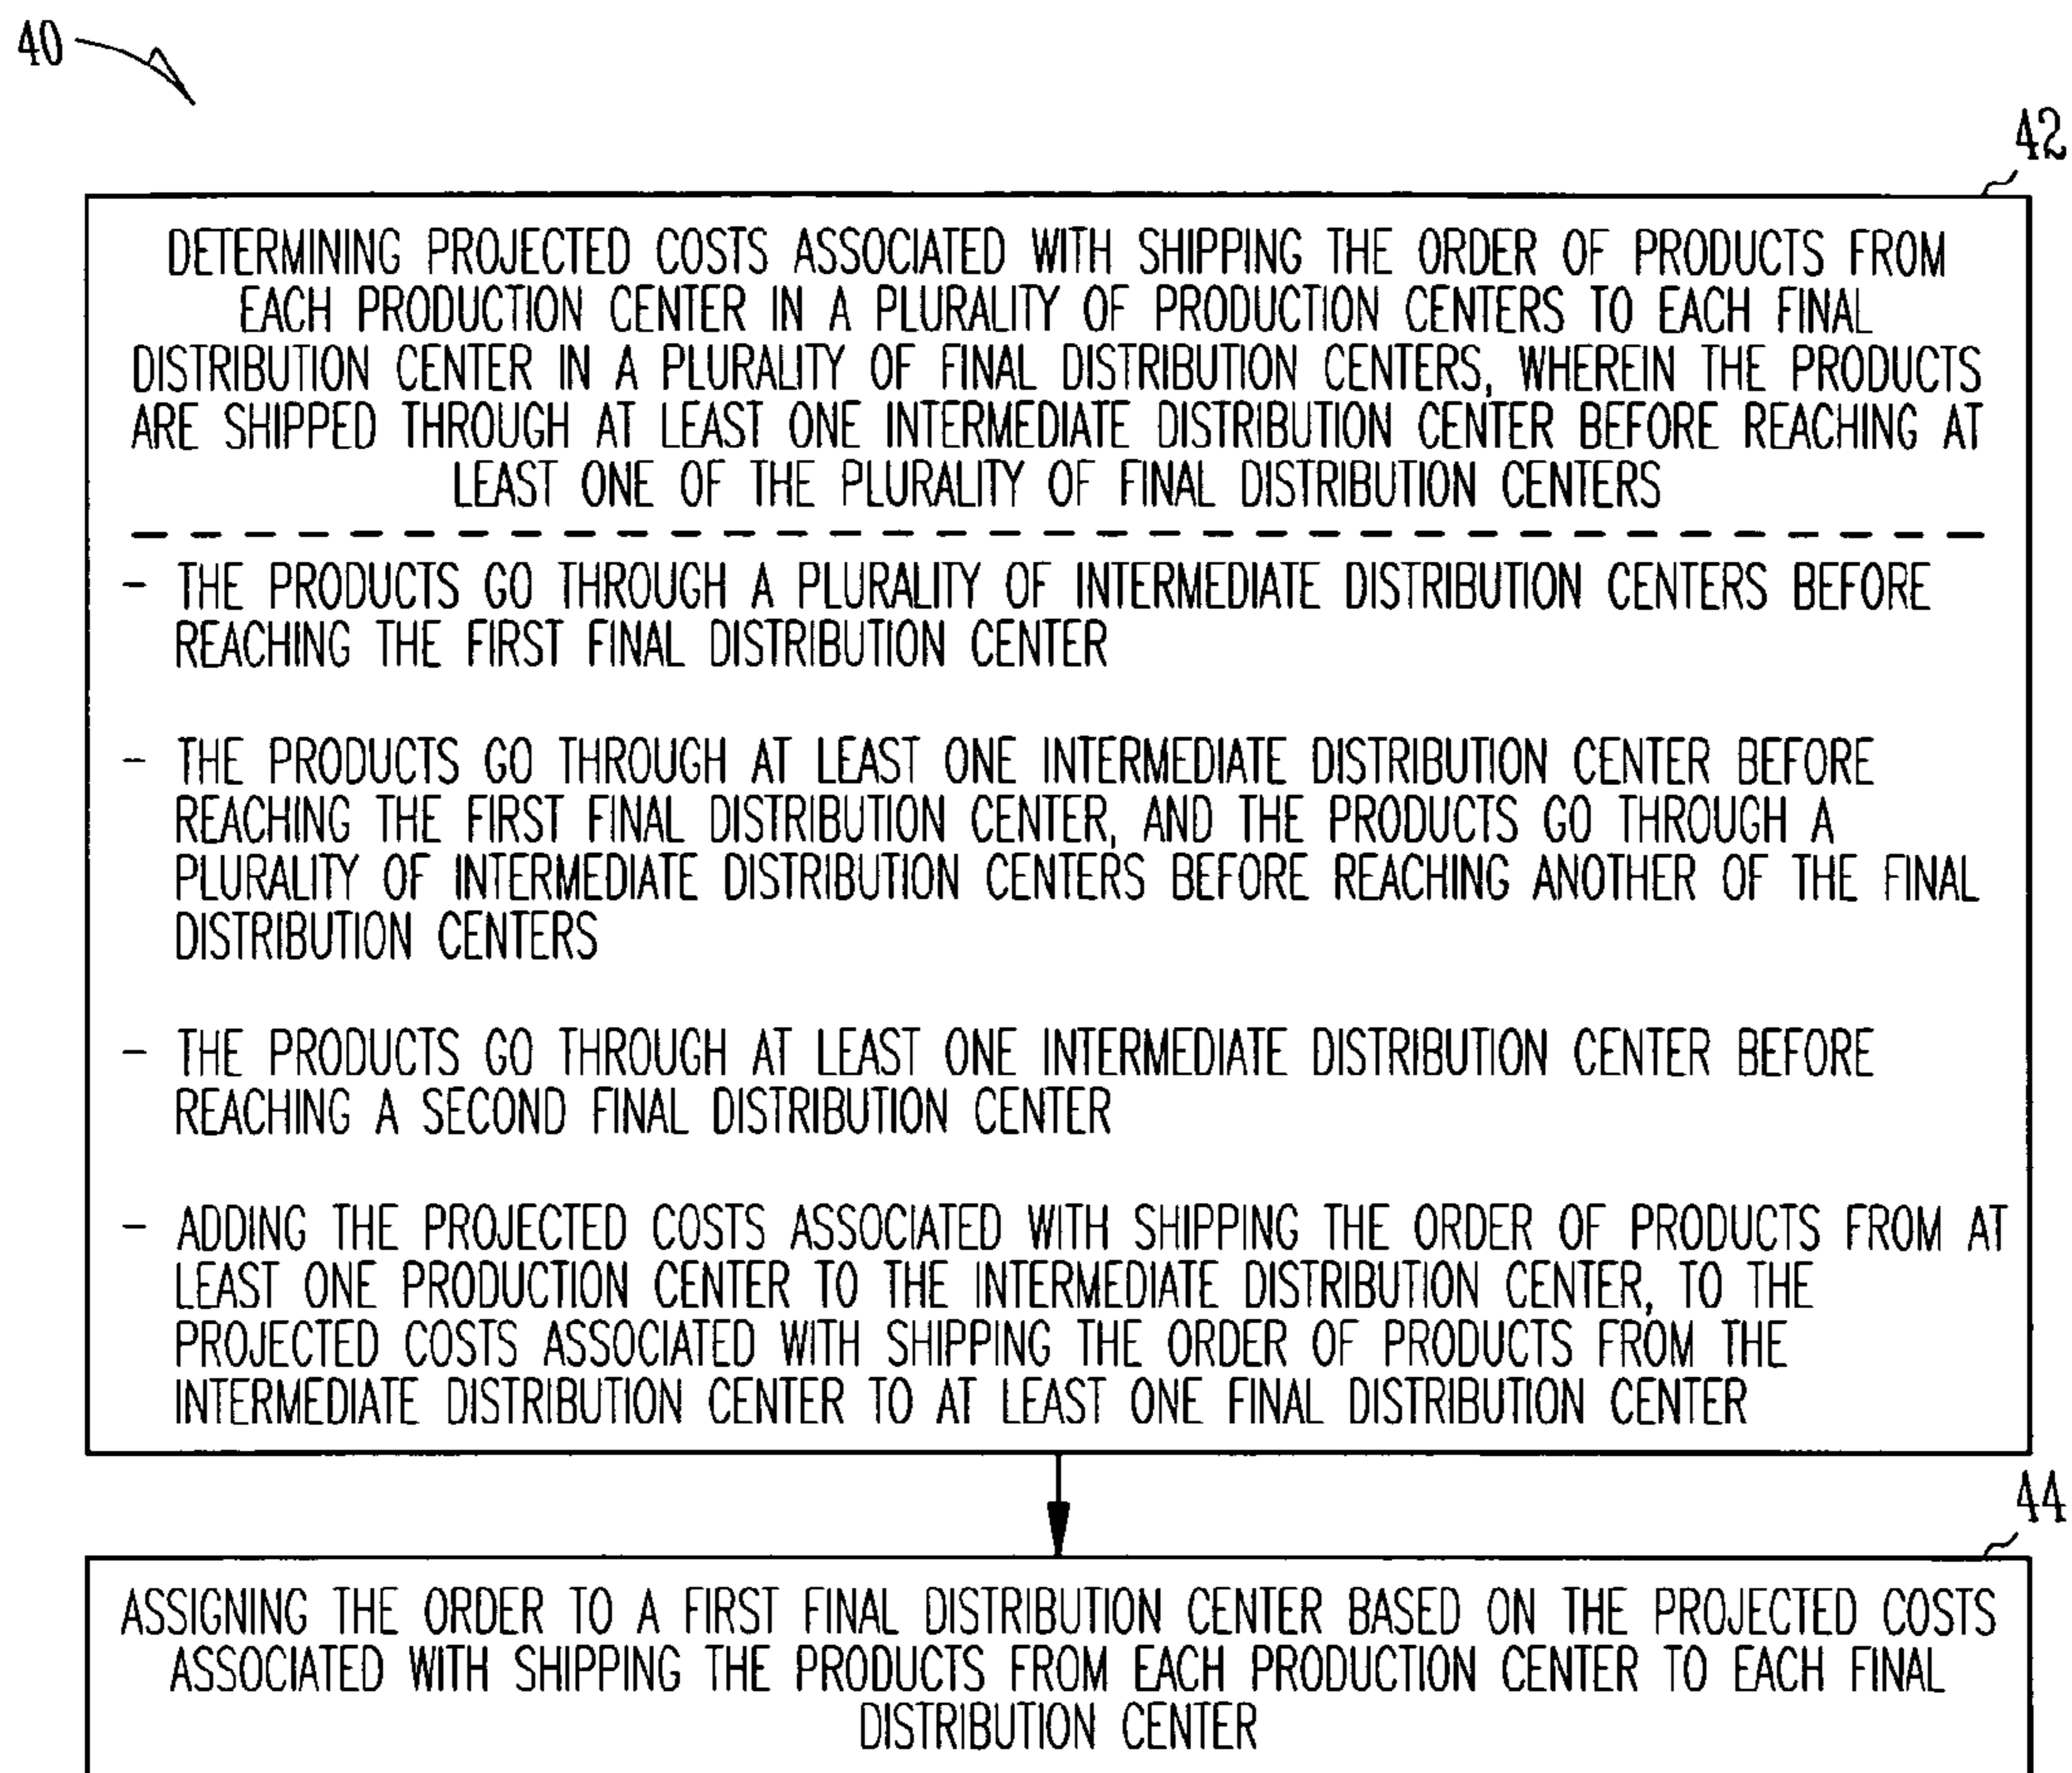 40
42
DETERMINING PROJECTED COSTS ASSOCIATED WITH SHIPPING THE ORDER OF PRODUCTS FROM
EACH PRODUCTION CENTER IN A PLURALITY OF PRODUCTION CENTERS TO EACH FINAL
DISTRIBUTION CENTER IN A PLURALITY OF FINAL DISTRIBUTION CENTERS, WHEREIN THE PRODUCTS
ARE SHIPPED THROUGH AT LEAST ONE INTERMEDIATE DISTRIBUTION CENTER BEFORE REACHING AT
LEAST ONE OF THE PLURALITY OF FINAL DISTRIBUTION CENTERS
- THE PRODUCTS GO THROUGH A PLURALITY OF INTERMEDIATE DISTRIBUTION CENTERS BEFORE
REACHING THE FIRST FINAL DISTRIBUTION CENTER
- THE PRODUCTS GO THROUGH AT LEAST ONE INTERMEDIATE DISTRIBUTION CENTER BEFORE
REACHING THE FIRST FINAL DISTRIBUTION CENTER, AND THE PRODUCTS GO THROUGH A
PLURALITY OF INTERMEDIATE DISTRIBUTION CENTERS BEFORE REACHING ANOTHER OF THE FINAL
DISTRIBUTION CENTERS
- THE PRODUCTS GO THROUGH AT LEAST ONE INTERMEDIATE DISTRIBUTION CENTER BEFORE
REACHING A SECOND FINAL DISTRIBUTION CENTER
- ADDING THE PROJECTED COSTS ASSOCIATED WITH SHIPPING THE ORDER OF PRODUCTS FROM AT
LEAST ONE PRODUCTION CENTER TO THE INTERMEDIATE DISTRIBUTION CENTER, TO THE
PROJECTED COSTS ASSOCIATED WITH SHIPPING THE ORDER OF PRODUCTS FROM THE
INTERMEDIATE DISTRIBUTION CENTER TO AT LEAST ONE FINAL DISTRIBUTION CENTER
44
ASSIGNING THE ORDER TO A FIRST FINAL DISTRIBUTION CENTER BASED ON THE PROJECTED COSTS
ASSOCIATED WITH SHIPPING THE PRODUCTS FROM EACH PRODUCTION CENTER TO EACH FINAL
DISTRIBUTION CENTER